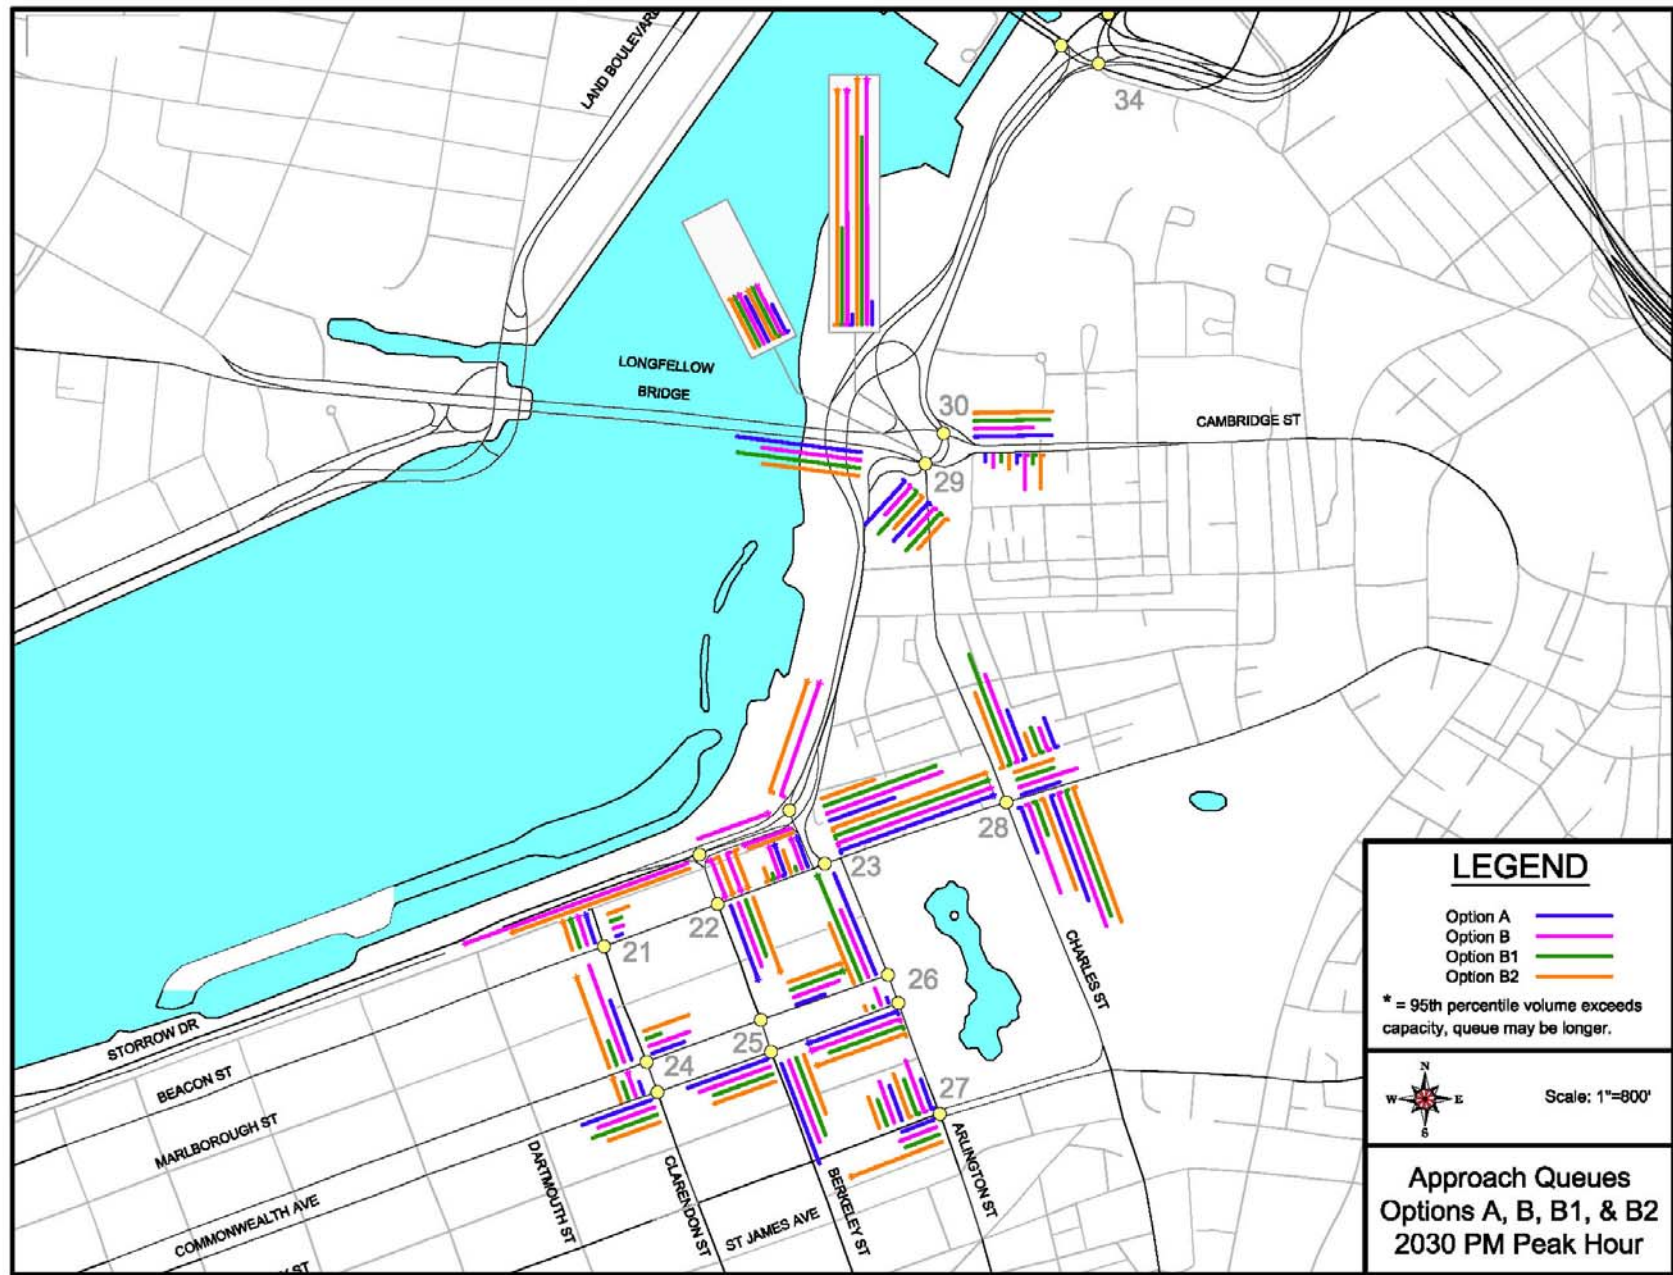 LAND BOULEVARD
34
LONGFELLOW
BRIDGE
30
CAMBRIDGE ST
29
28
23
22
21
26
25
24
27
CHARLES ST
STORROW DR
BEACON ST
MARLBOROUGH ST
COMMONWEALTH AVE
DARTMOUTH ST
CLARENDON ST
ST JAMES AVE
BERKELEY ST
ARLINGTON ST
LEGEND
Option A
Option B
Option B1
Option B2
* = 95th percentile volume exceeds
capacity, queue may be longer.
N
W E
S
Scale: 1"=800'
Approach Queues
Options A, B, B1, & B2
2030 PM Peak Hour